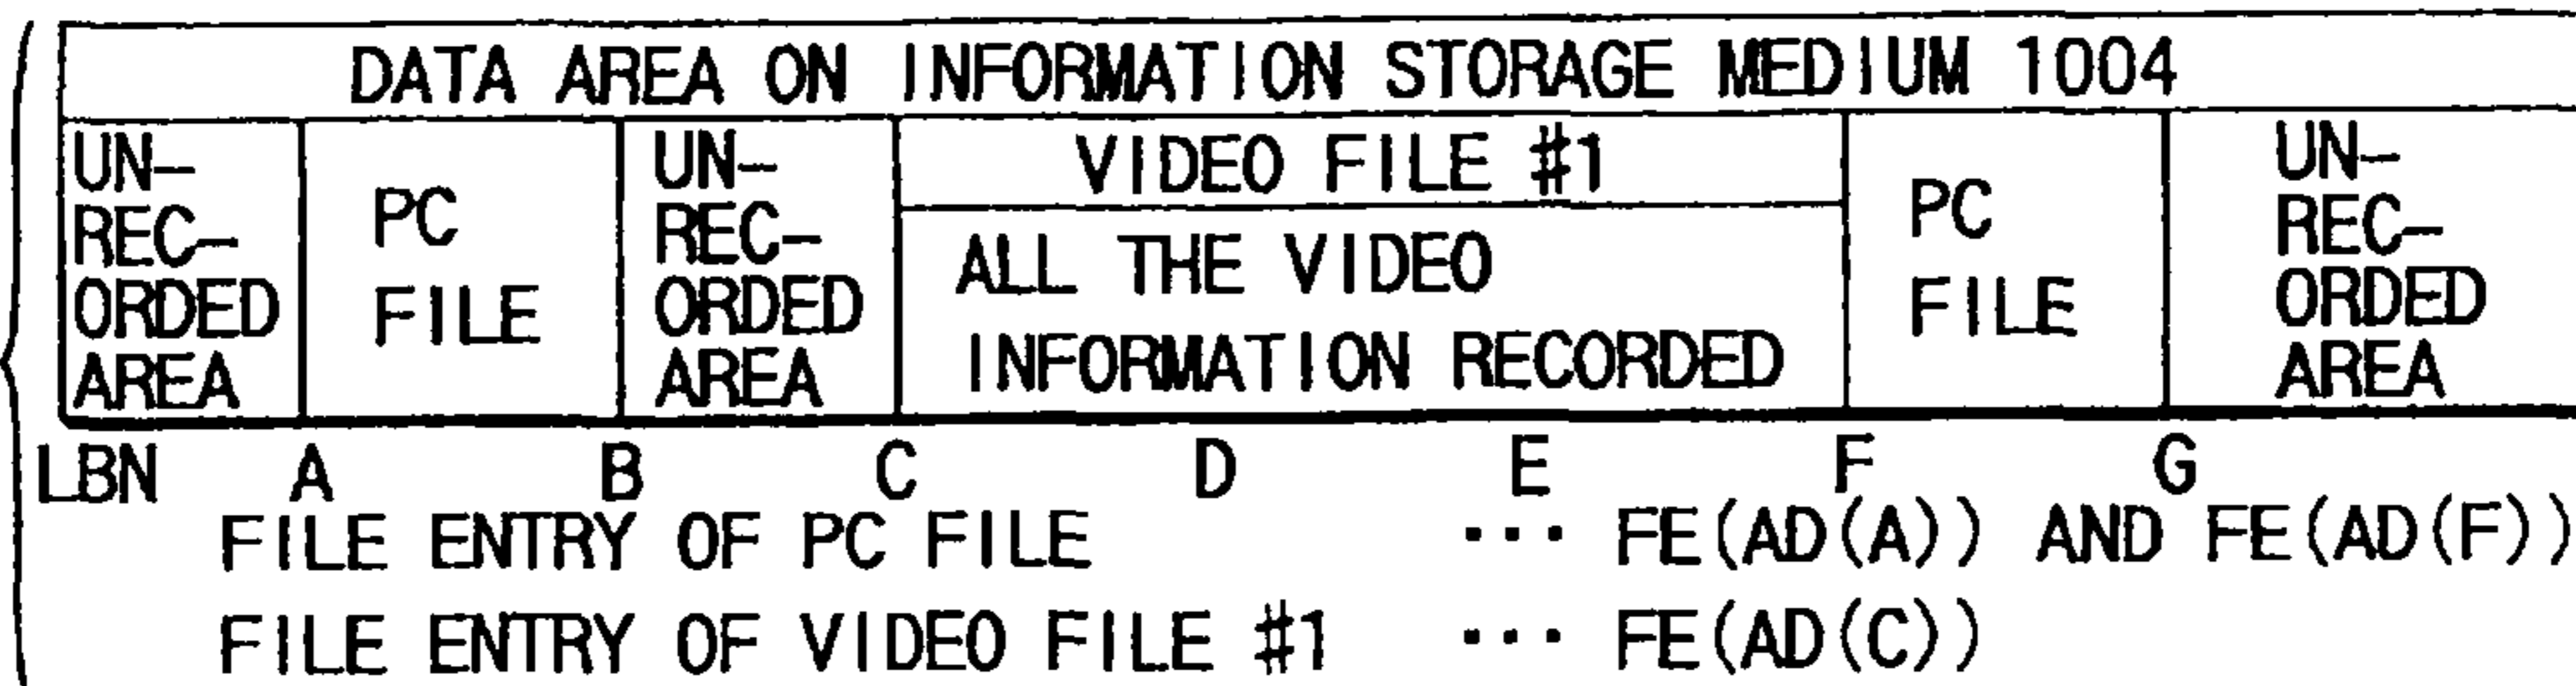 DATA AREA ON INFORMATION STORAGE MEDIUM 1004
UN-
REC-
ORDED
AREA
PC
FILE
UN-
REC-
ORDED
AREA
VIDEO FILE #1
ALL THE VIDEO
INFORMATION RECORDED
PC
FILE
UN-
REC-
ORDED
AREA
LBN A B C D E F G
FILE ENTRY OF PC FILE ··· FE(AD(A)) AND FE(AD(F))
FILE ENTRY OF VIDEO FILE #1 ··· FE(AD(C))